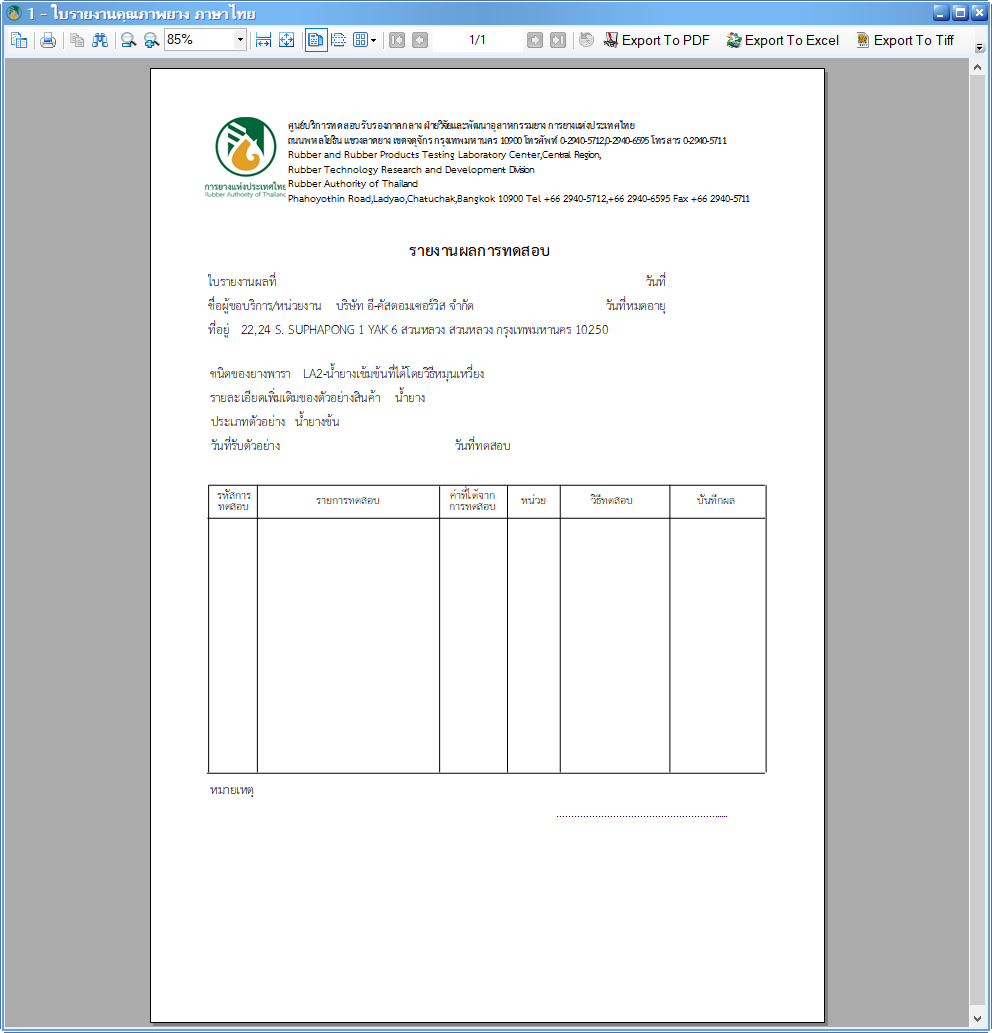 1 - ใบรายงานคุณภาพยาง ภาษาไทย
85%
1/1
Export To PDF
Export To Excel
Export To Tiff
ศูนย์บริการทดสอบรับรองภาคกลาง ฝ่ายวิจัยและพัฒนาอุตสาหกรรมยาง การยางแห่งประเทศไทย
ถนนพหลโยธิน แขวงลาดยาว เขตจตุจักร กรุงเทพมหานคร 10900 โทรศัพท์ 0-2940-5712,0-2940-6595 โทรสาร 0-2940-5711
Rubber and Rubber Products Testing Laboratory Center,Central Region,
Rubber Technology Research and Development Division
Rubber Authority of Thailand
Phahoyothin Road,Ladyao,Chatuchak,Bangkok 10900 Tel +66 2940-5712,+66 2940-6595 Fax +66 2940-5711
การยางแห่งประเทศไทย
Rubber Authority of Thailand
รายงานผลการทดสอบ
ใบรายงานผลที่ วันที่
ชื่อผู้ขอบริการ/หน่วยงาน บริษัท อี-คัสตอมเซอร์วิส จำกัด วันที่หมดอายุ
ที่อยู่ 22,24 S. SUPHAPONG 1 YAK 6 สวนหลวง สวนหลวง กรุงเทพมหานคร 10250
ชนิดของยางพารา LA2-น้ำยางเข้มข้นที่ได้โดยวิธีหมุนเหวี่ยง
รายละเอียดเพิ่มเติมของตัวอย่างสินค้า น้ำยาง
ประเภทตัวอย่าง น้ำยางข้น
วันที่รับตัวอย่าง วันที่ทดสอบ
รหัสการทดสอบ รายการทดสอบ ค่าที่ได้จากการทดสอบ หน่วย วิธีทดสอบ บันทึกผล
หมายเหตุ